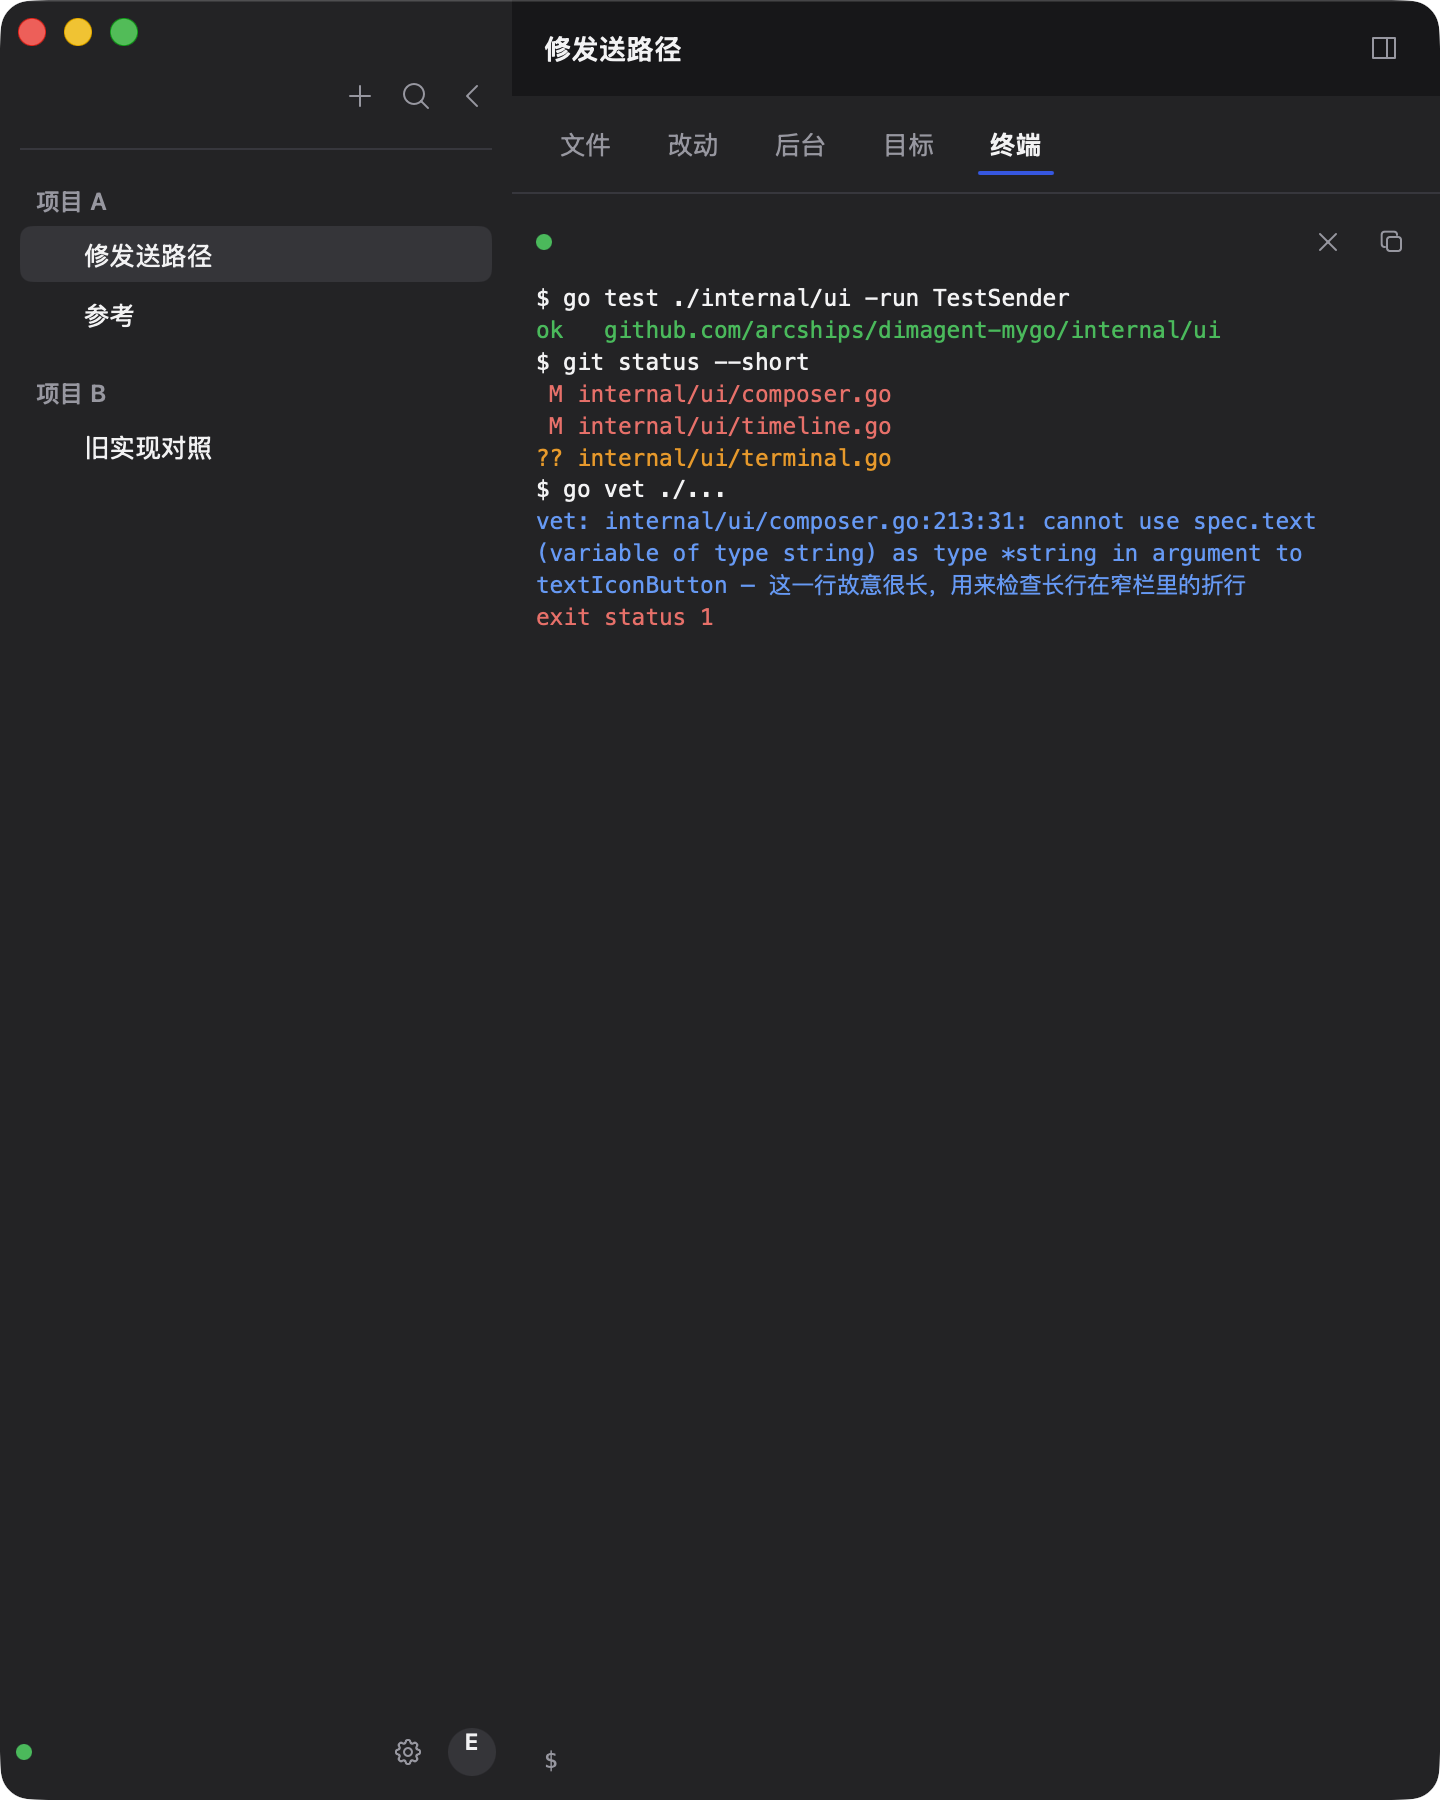 修发送路径
项目 A
修发送路径
参考
项目 B
旧实现对照
E
文件 改动 后台 目标 终端
$ go test ./internal/ui -run TestSender
ok   github.com/arcships/dimagent-mygo/internal/ui
$ git status --short
 M internal/ui/composer.go
 M internal/ui/timeline.go
?? internal/ui/terminal.go
$ go vet ./...
vet: internal/ui/composer.go:213:31: cannot use spec.text
(variable of type string) as type *string in argument to
textIconButton — 这一行故意很长，用来检查长行在窄栏里的折行
exit status 1
$